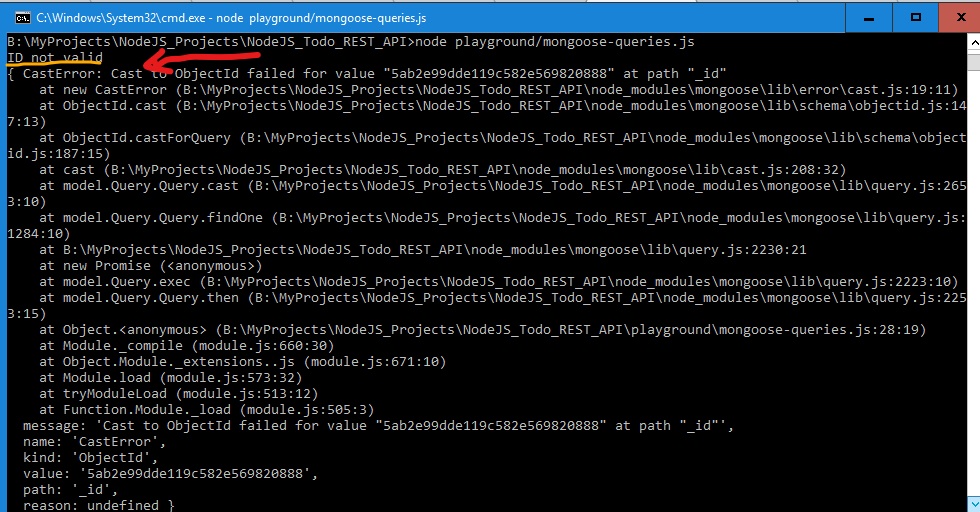 C:\Windows\System32\cmd.exe - node  playground/mongoose-queries.js
B:\MyProjects\NodeJS_Projects\NodeJS_Todo_REST_API>node playground/mongoose-queries.js
ID not valid
{ CastError: Cast to ObjectId failed for value "5ab2e99dde119c582e569820888" at path "_id"
    at new CastError (B:\MyProjects\NodeJS_Projects\NodeJS_Todo_REST_API\node_modules\mongoose\lib\error\cast.js:19:11)
    at ObjectId.cast (B:\MyProjects\NodeJS_Projects\NodeJS_Todo_REST_API\node_modules\mongoose\lib\schema\objectid.js:14
7:13)
    at ObjectId.castForQuery (B:\MyProjects\NodeJS_Projects\NodeJS_Todo_REST_API\node_modules\mongoose\lib\schema\object
id.js:187:15)
    at cast (B:\MyProjects\NodeJS_Projects\NodeJS_Todo_REST_API\node_modules\mongoose\lib\cast.js:208:32)
    at model.Query.Query.cast (B:\MyProjects\NodeJS_Projects\NodeJS_Todo_REST_API\node_modules\mongoose\lib\query.js:265
3:10)
    at model.Query.Query.findOne (B:\MyProjects\NodeJS_Projects\NodeJS_Todo_REST_API\node_modules\mongoose\lib\query.js:
1284:10)
    at B:\MyProjects\NodeJS_Projects\NodeJS_Todo_REST_API\node_modules\mongoose\lib\query.js:2230:21
    at new Promise (<anonymous>)
    at model.Query.exec (B:\MyProjects\NodeJS_Projects\NodeJS_Todo_REST_API\node_modules\mongoose\lib\query.js:2223:10)
    at model.Query.Query.then (B:\MyProjects\NodeJS_Projects\NodeJS_Todo_REST_API\node_modules\mongoose\lib\query.js:225
3:15)
    at Object.<anonymous> (B:\MyProjects\NodeJS_Projects\NodeJS_Todo_REST_API\playground\mongoose-queries.js:28:19)
    at Module._compile (module.js:660:30)
    at Object.Module._extensions..js (module.js:671:10)
    at Module.load (module.js:573:32)
    at tryModuleLoad (module.js:513:12)
    at Function.Module._load (module.js:505:3)
  message: 'Cast to ObjectId failed for value "5ab2e99dde119c582e569820888" at path "_id"',
  name: 'CastError',
  kind: 'ObjectId',
  value: '5ab2e99dde119c582e569820888',
  path: '_id',
  reason: undefined }